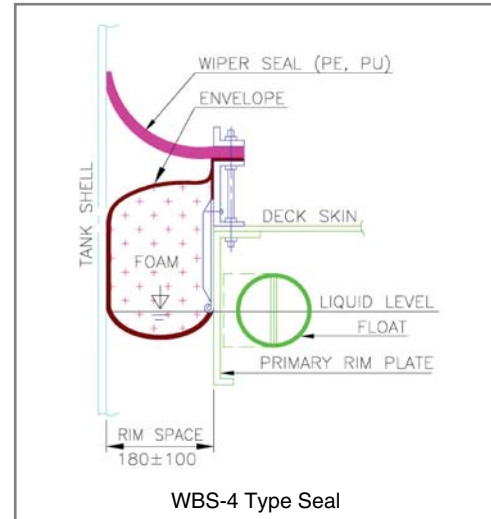 WIPER SEAL (PE, PU)
ENVELOPE
TANK SHELL
DECK SKIN
FOAM
LIQUID LEVEL
FLOAT
PRIMARY RIM PLATE
RIM SPACE
180±100
WBS-4 Type Seal